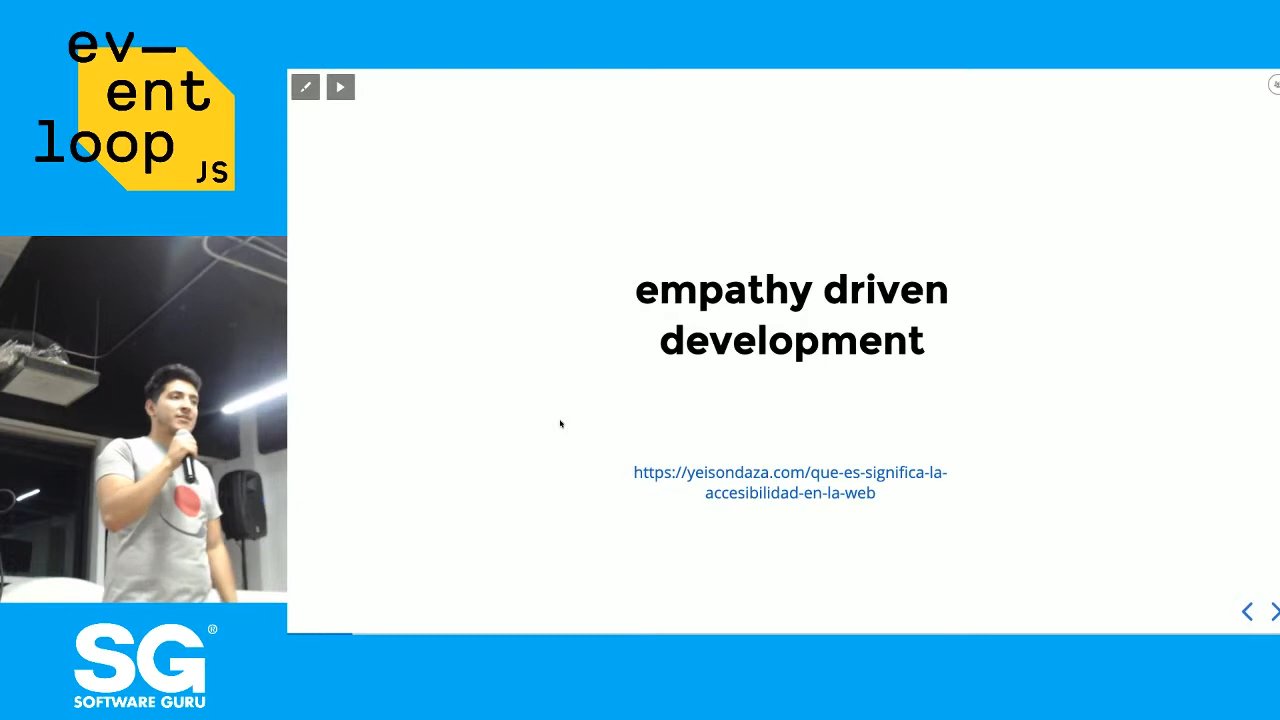 ev—
ent
loop
JS
empathy driven
development
https://yeisondaza.com/que-es-significa-la-
accesibilidad-en-la-web
SG®
SOFTWARE GURU